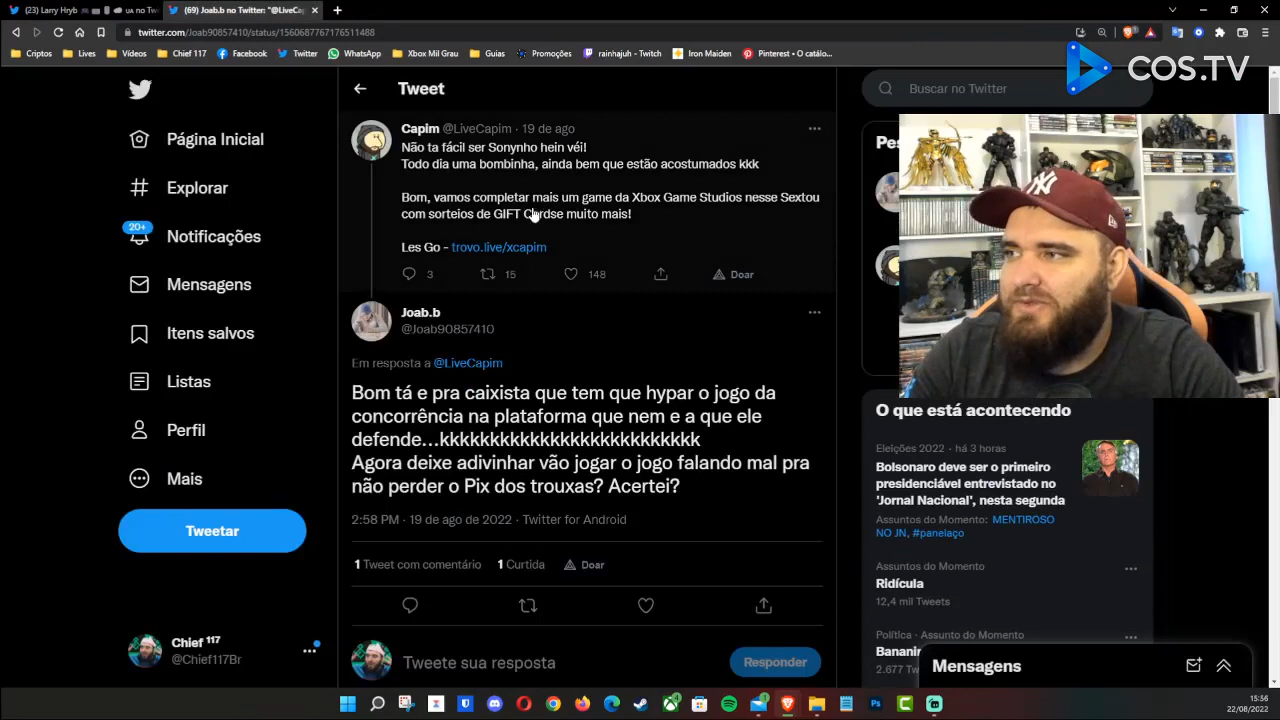 (23) Larry Hryb
UA no Tw
(69) Joab.b no Twitter: "@LiveCa
twitter.com/Joab90857410/status/1560687767176511488
Criptos
Lives
Vídeos
Chief 117
Facebook
Twitter
WhatsApp
Xbox Mil Grau
Guias
Promoções
rainhajuh - Twitch
Iron Maiden
Pinterest – O catálo...
COS.TV
Página Inicial
Explorar
20+
Notificações
Mensagens
Itens salvos
Listas
Perfil
Mais
Tweetar
Chief 117
@Chief117Br
Tweet
Capim @LiveCapim · 19 de ago
Não ta fácil ser Sonynho hein véi!
Todo dia uma bombinha, ainda bem que estão acostumados kkk
Bom, vamos completar mais um game da Xbox Game Studios nesse Sextou
com sorteios de GIFT muito mais!
Les Go - trovo.live/xcapim
3
15
148
Doar
Joab.b
@Joab90857410
Em resposta a @LiveCapim
Bom tá e pra caixista que tem que hypar o jogo da
concorrência na plataforma que nem e a que ele
defende...kkkkkkkkkkkkkkkkkkkkkkkkkk
Agora deixe adivinhar vão jogar o jogo falando mal pra
não perder o Pix dos trouxas? Acertei?
2:58 PM · 19 de ago de 2022 · Twitter for Android
1 Tweet com comentário
1 Curtida
Doar
Tweete sua resposta
Responder
Buscar no Twitter
Pes
NY
O que está acontecendo
Eleições 2022 · há 3 horas
Bolsonaro deve ser o primeiro
presidenciável entrevistado no
'Jornal Nacional', nesta segunda
Assuntos do Momento: MENTIROSO
NO JN, #panelaço
Assuntos do Momento
Ridícula
12,4 mil Tweets
Política · Assunto do Momento
Bananin
2.677 T
Mensagens
15:56
22/08/2022